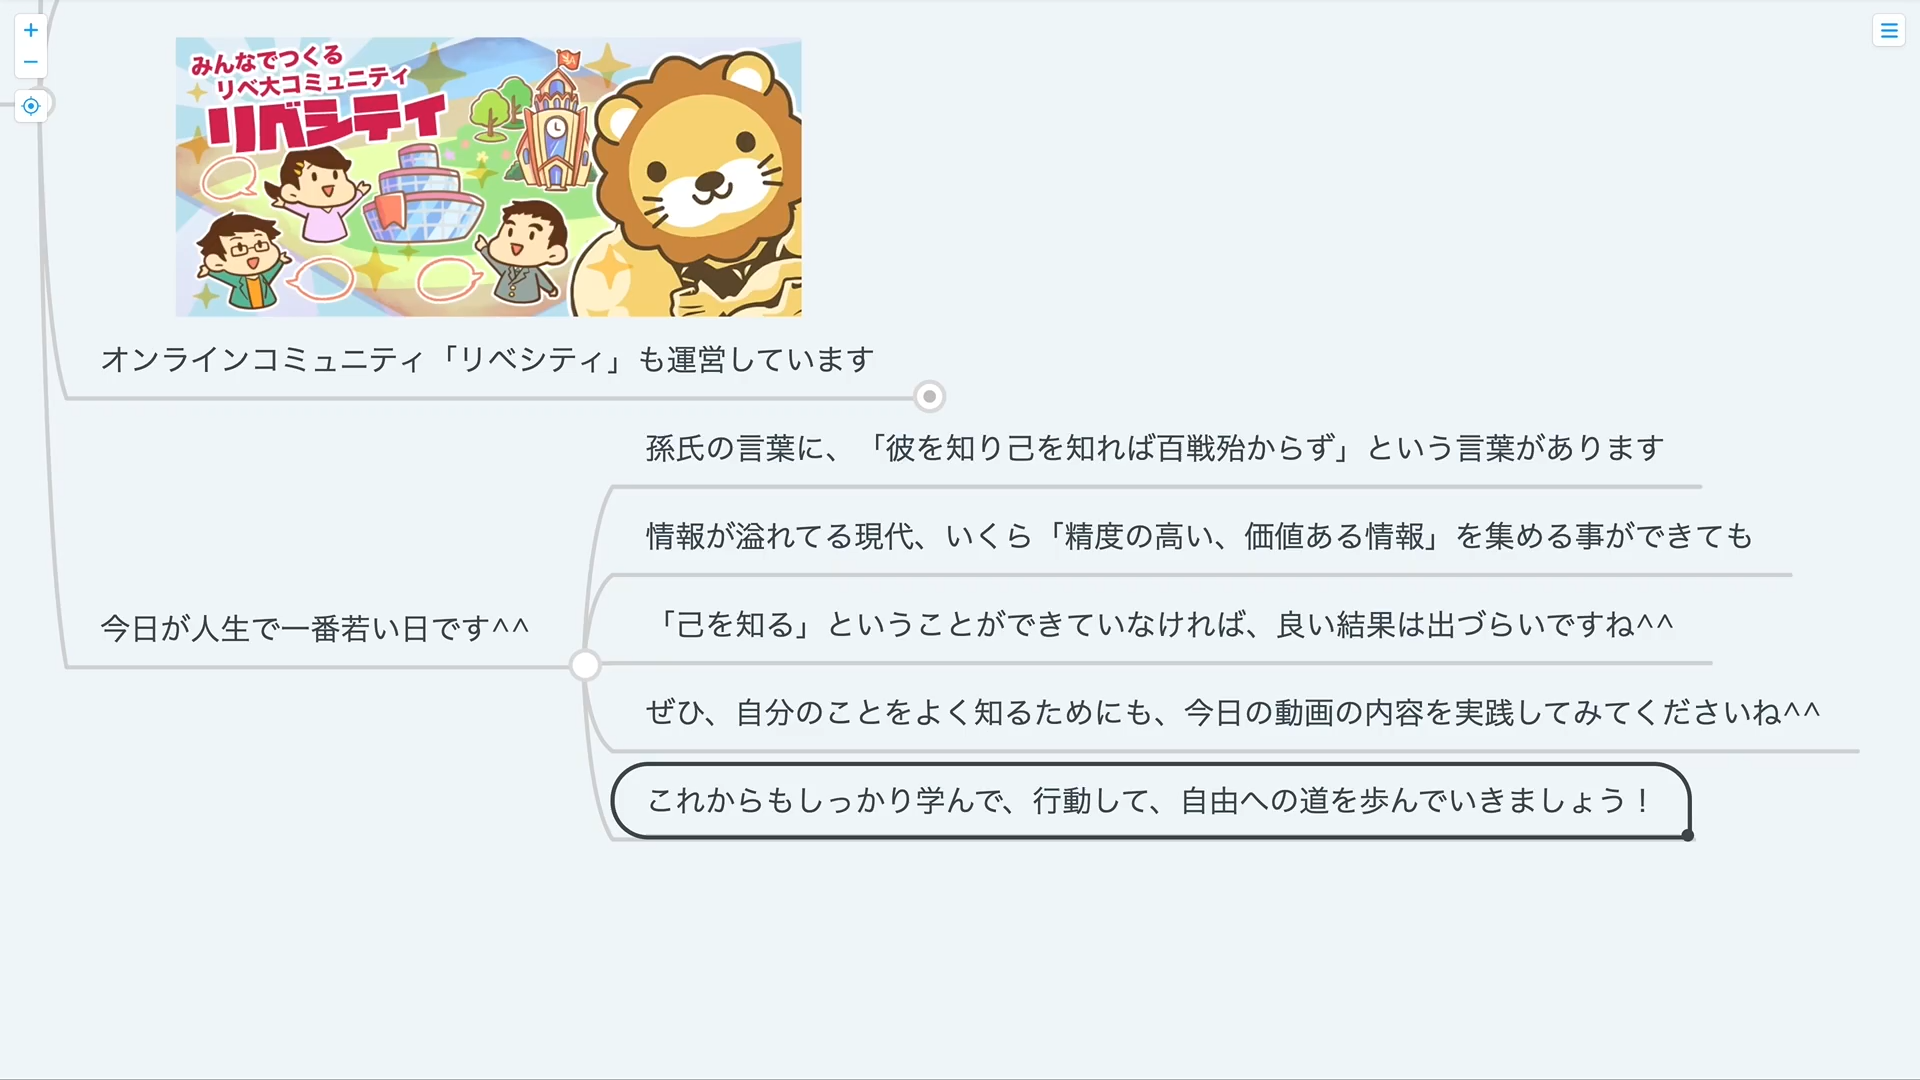 みんなでつくる
リベ大コミュニティ
リベシティ
オンラインコミュニティ「リベシティ」も運営しています
孫氏の言葉に、「彼を知り己を知れば百戦殆からず」という言葉があります
情報が溢れてる現代、いくら「精度の高い、価値ある情報」を集める事ができても
「己を知る」ということができていなければ、良い結果は出づらいですね^^
今日が人生で一番若い日です^^
ぜひ、自分のことをよく知るためにも、今日の動画の内容を実践してみてくださいね^^
これからもしっかり学んで、行動して、自由への道を歩んでいきましょう！